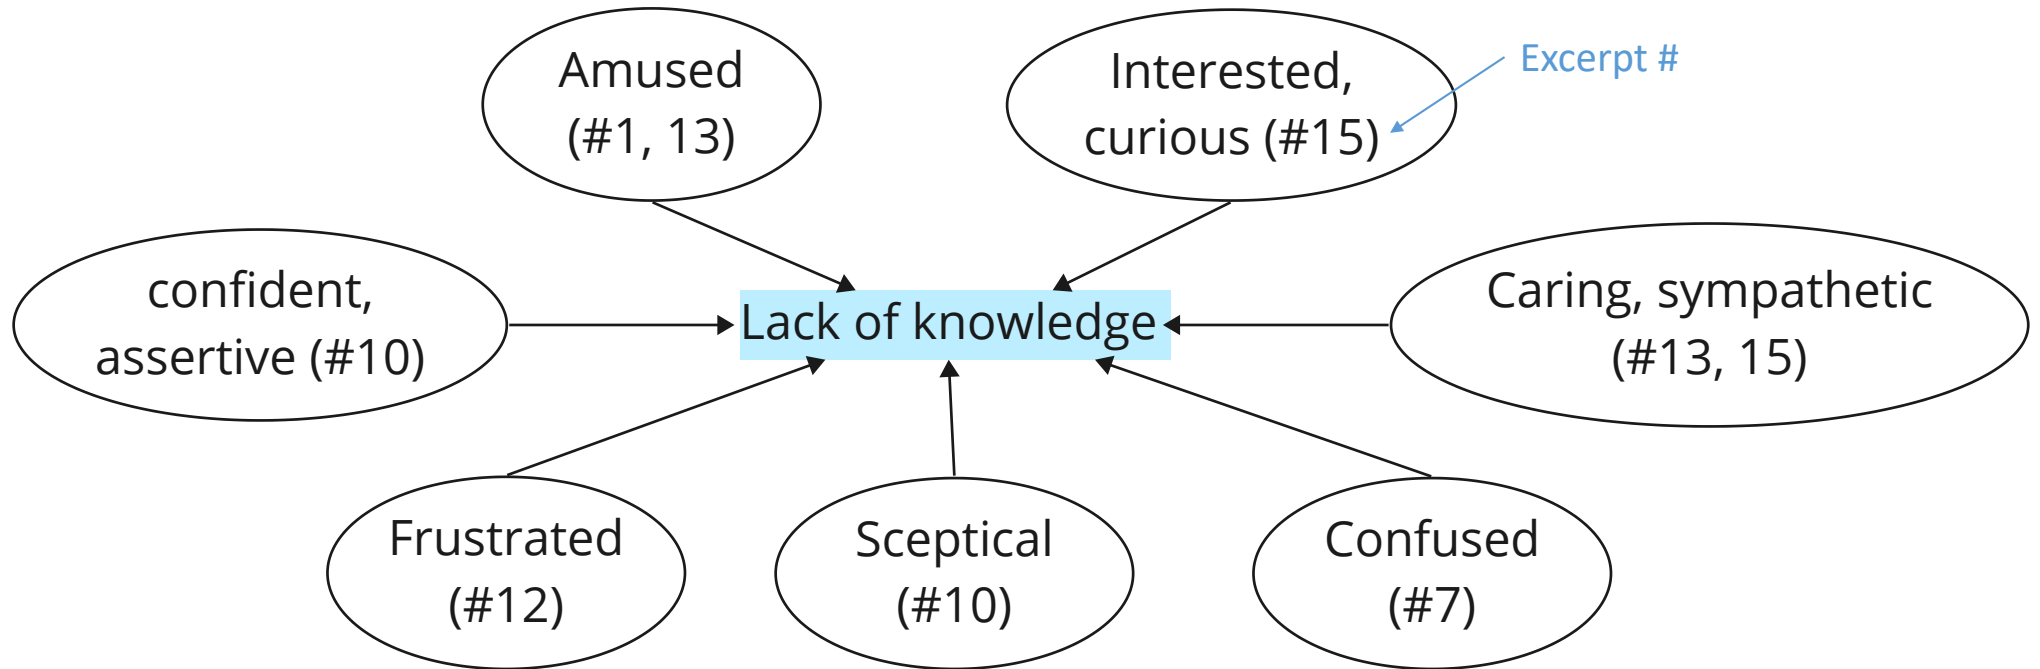 Amused
(#1, 13)
Interested,
curious (#15)
Excerpt #
confident,
assertive (#10)
Lack of knowledge
Caring, sympathetic
(#13, 15)
Frustrated
(#12)
Sceptical
(#10)
Confused
(#7)